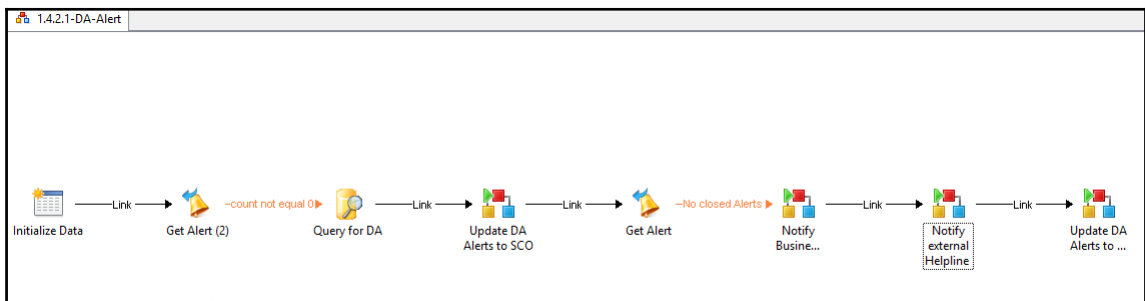 1.4.2.1-DA-Alert
Link
count not equal 0
Link
Link
No closed Alerts
Link
Link
Initialize Data
Get Alert (2)
Query for DA
Update DA
Alerts to SCO
Get Alert
Notify
Busine...
Notify
external
Helpline
Update DA
Alerts to ...